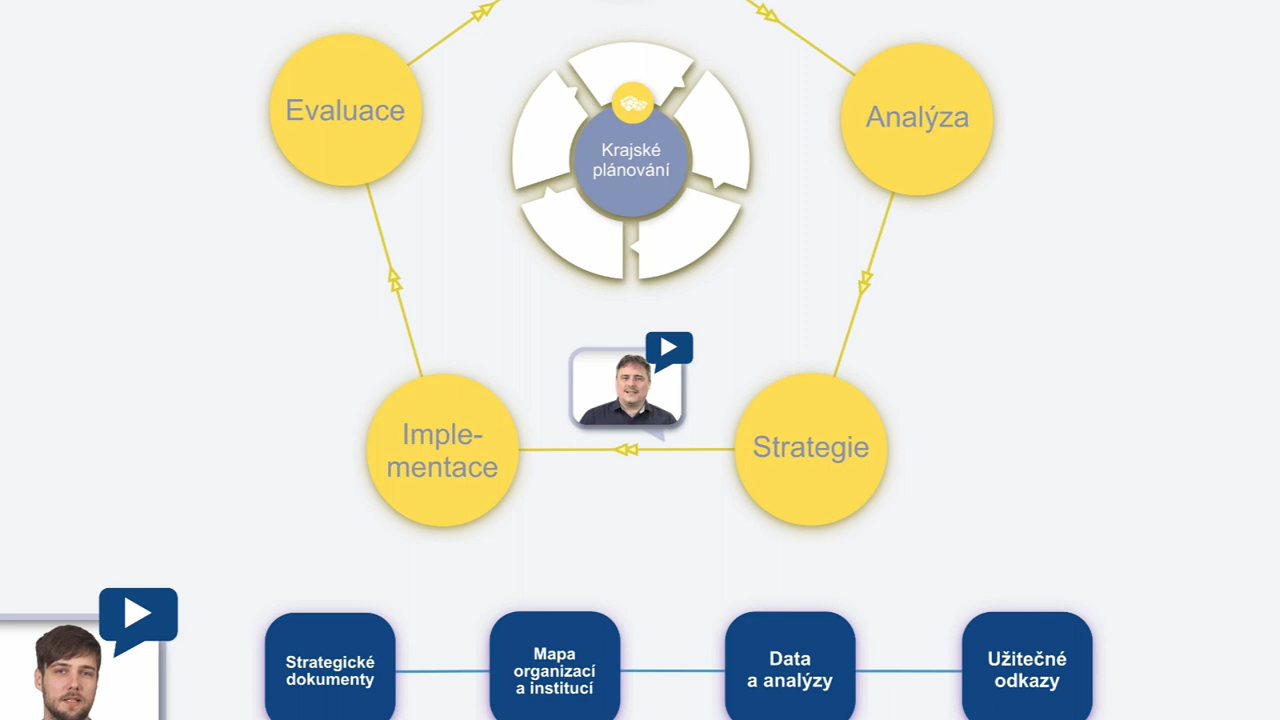 Evaluace
Analýza
Krajské
plánování
Imple-
mentace
Strategie
Strategické
dokumenty
Mapa
organizací
a institucí
Data
a analýzy
Užitečné
odkazy